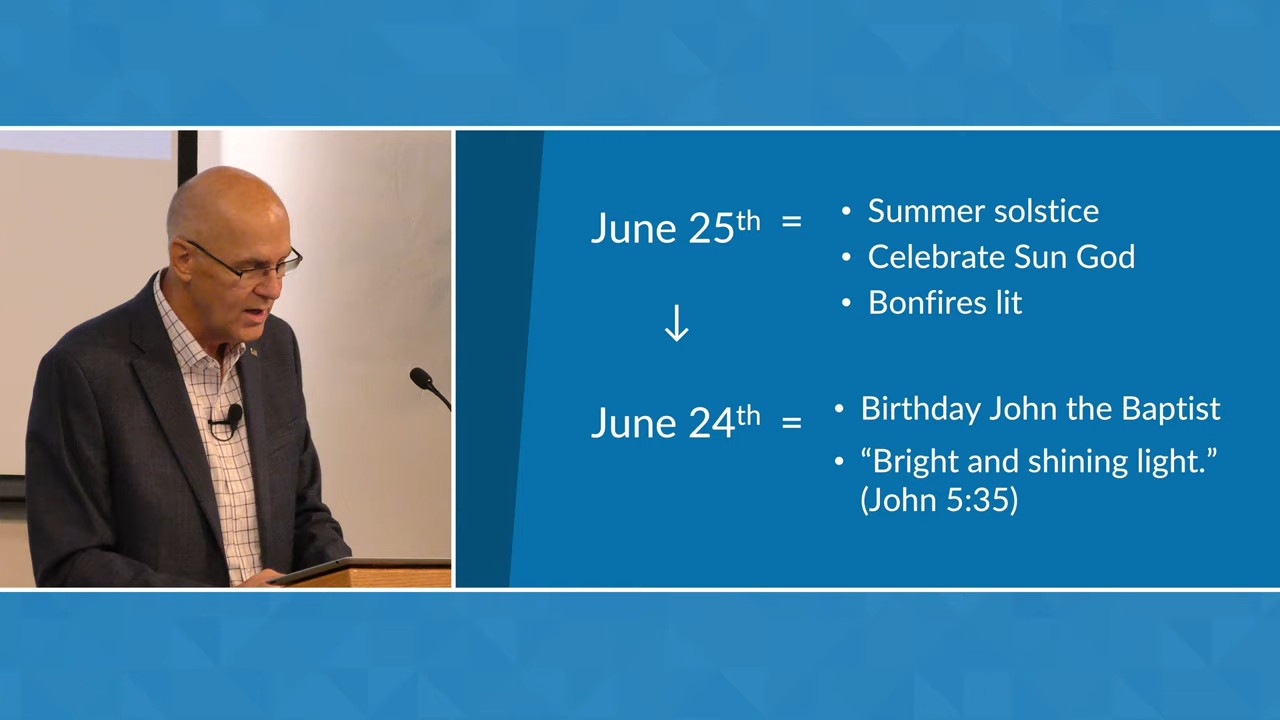 June 25th =
• Summer solstice
• Celebrate Sun God
• Bonfires lit
↓
June 24th =
• Birthday John the Baptist
• “Bright and shining light.”
(John 5:35)